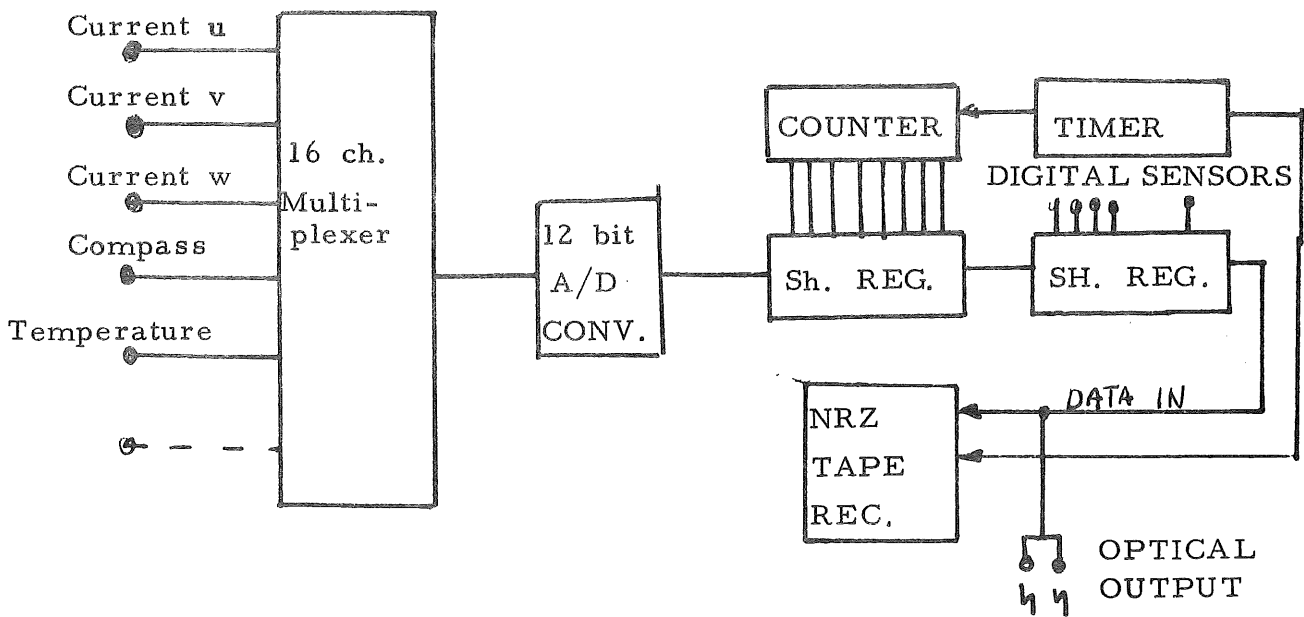 Current u
Current v
Current w
Compass
Temperature
16 ch.
Multi-
plexer
12 bit
A/D
CONV.
COUNTER
TIMER
DIGITAL SENSORS
Sh. REG.
SH. REG.
DATA IN
NRZ
TAPE
REC.
OPTICAL
OUTPUT